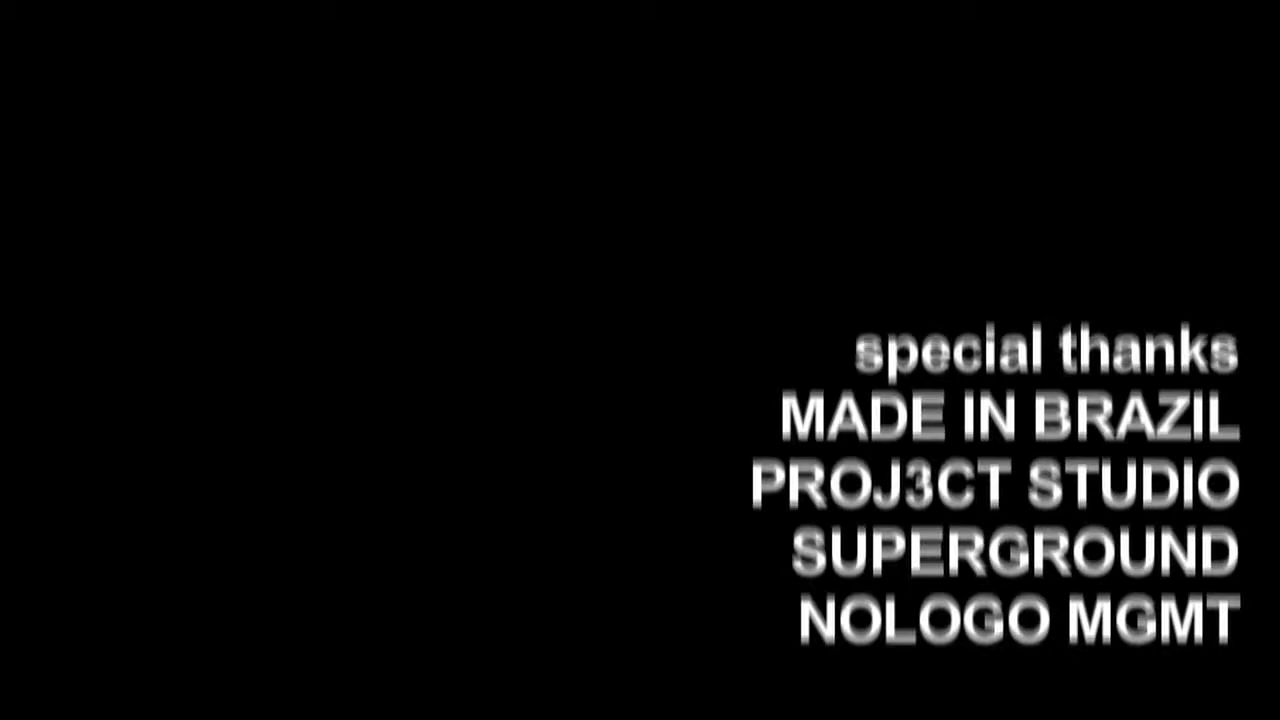 special thanks
MADE IN BRAZIL
PROJ3CT STUDIO
SUPERGROUND
NOLOGO MGMT